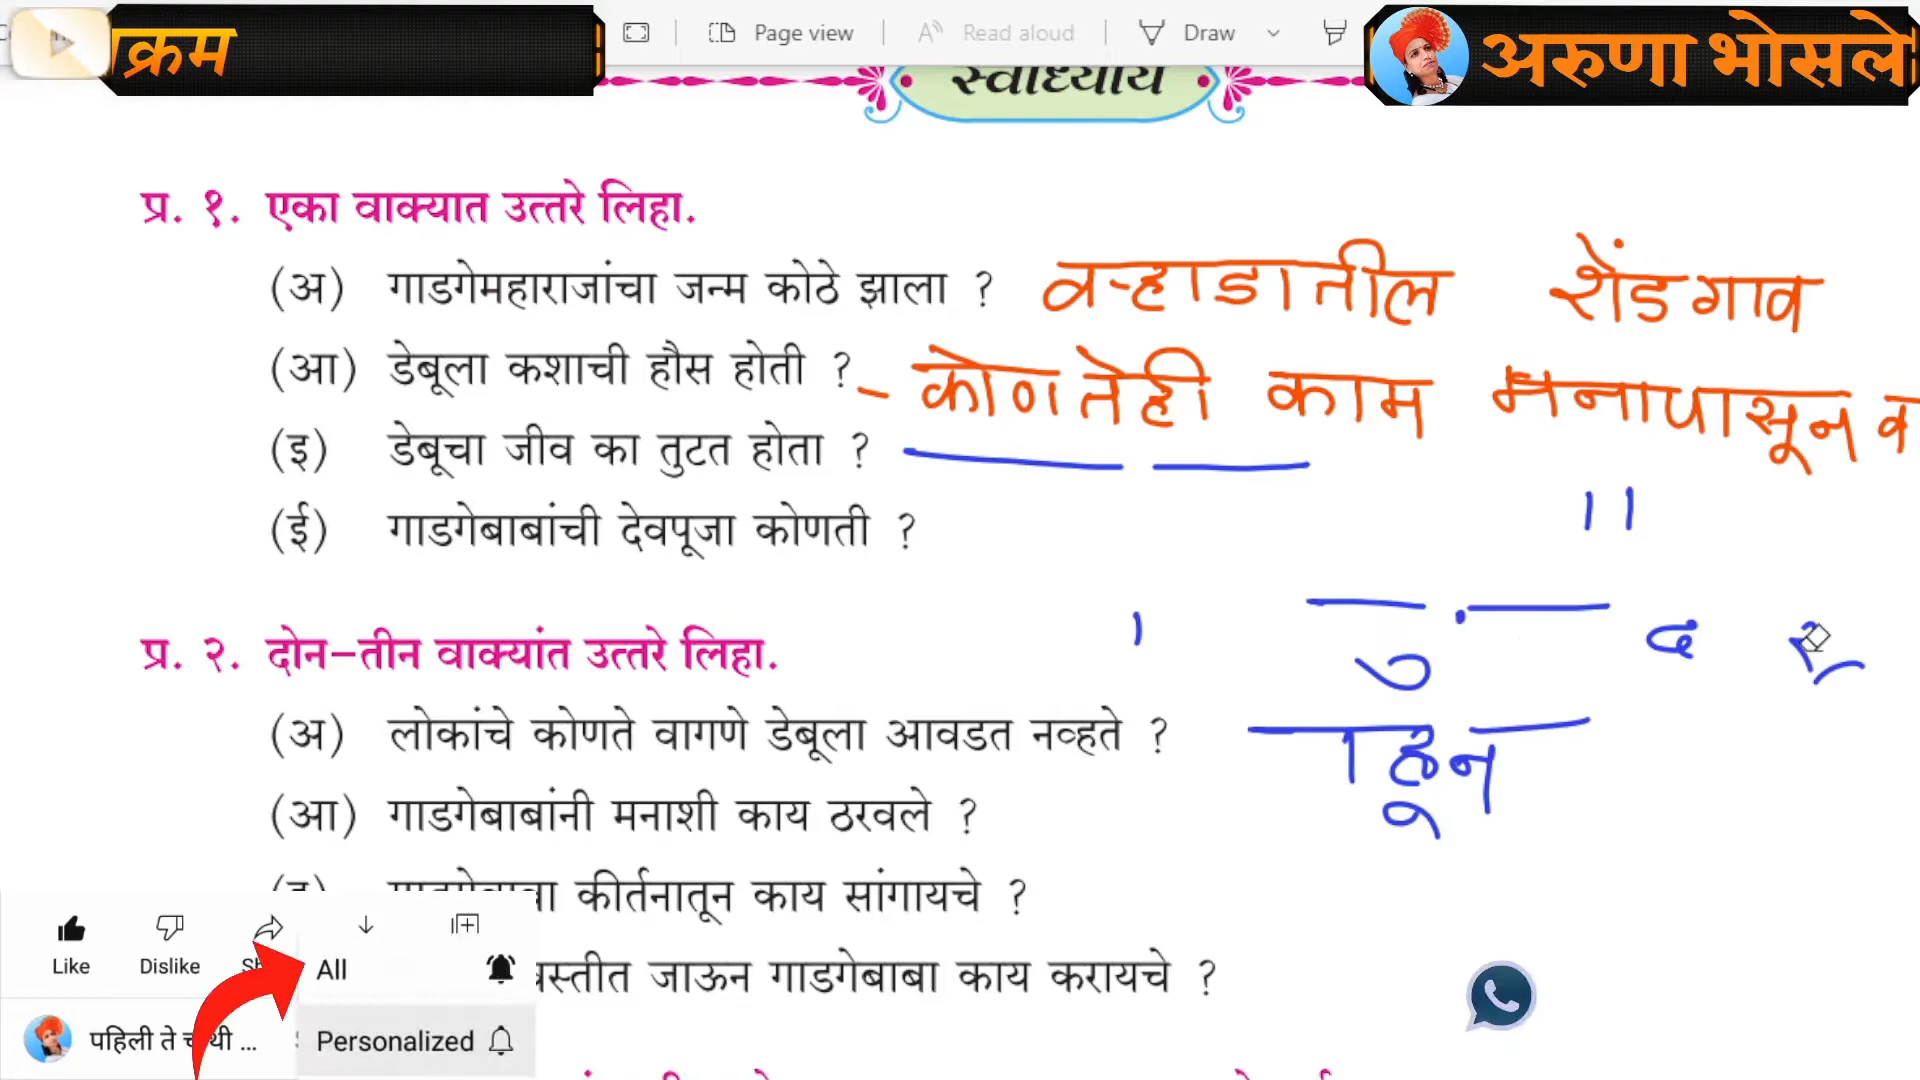 क्रम
Page view
Read aloud
Draw
अरुणा भोसले
स्वाध्याय
प्र. १. एका वाक्यात उत्तरे लिहा.
(अ) गाडगेमहाराजांचा जन्म कोठे झाला ? वऱ्हाडातील शेंडगाव
(आ) डेबूला कशाची हौस होती ? - कोणतेही काम मनापासून क
(इ) डेबूचा जीव का तुटत होता ?
(ई) गाडगेबाबांची देवपूजा कोणती ?
प्र. २. दोन-तीन वाक्यांत उत्तरे लिहा.
(अ) लोकांचे कोणते वागणे डेबूला आवडत नव्हते ?
(आ) गाडगेबाबांनी मनाशी काय ठरवले ?
कीर्तनातून काय सांगायचे ?
वस्तीत जाऊन गाडगेबाबा काय करायचे ?
Like
Dislike
All
पहिली ते
Personalized